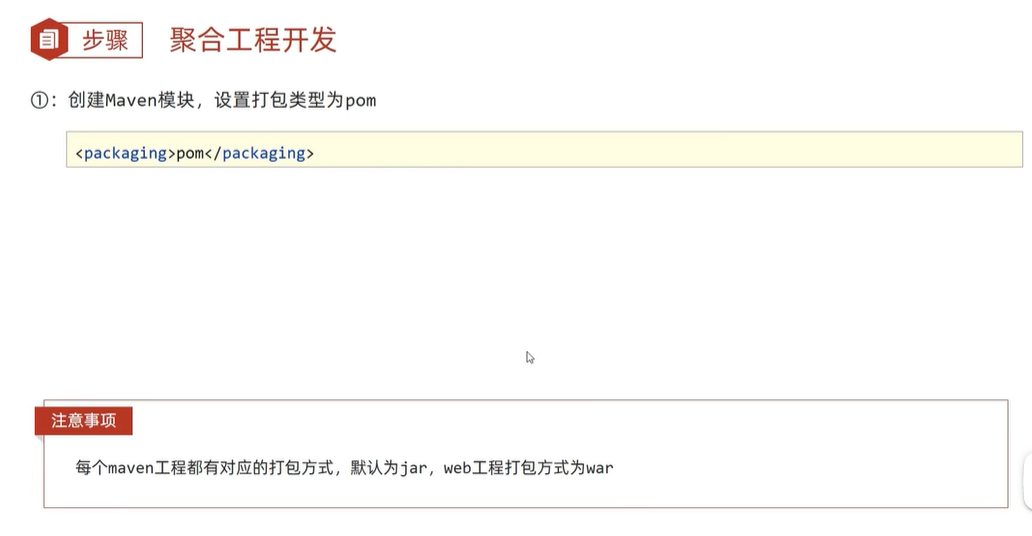 步骤 聚合工程开发
①：创建Maven模块，设置打包类型为pom
<packaging>pom</packaging>
注意事项
每个maven工程都有对应的打包方式，默认为jar，web工程打包方式为war